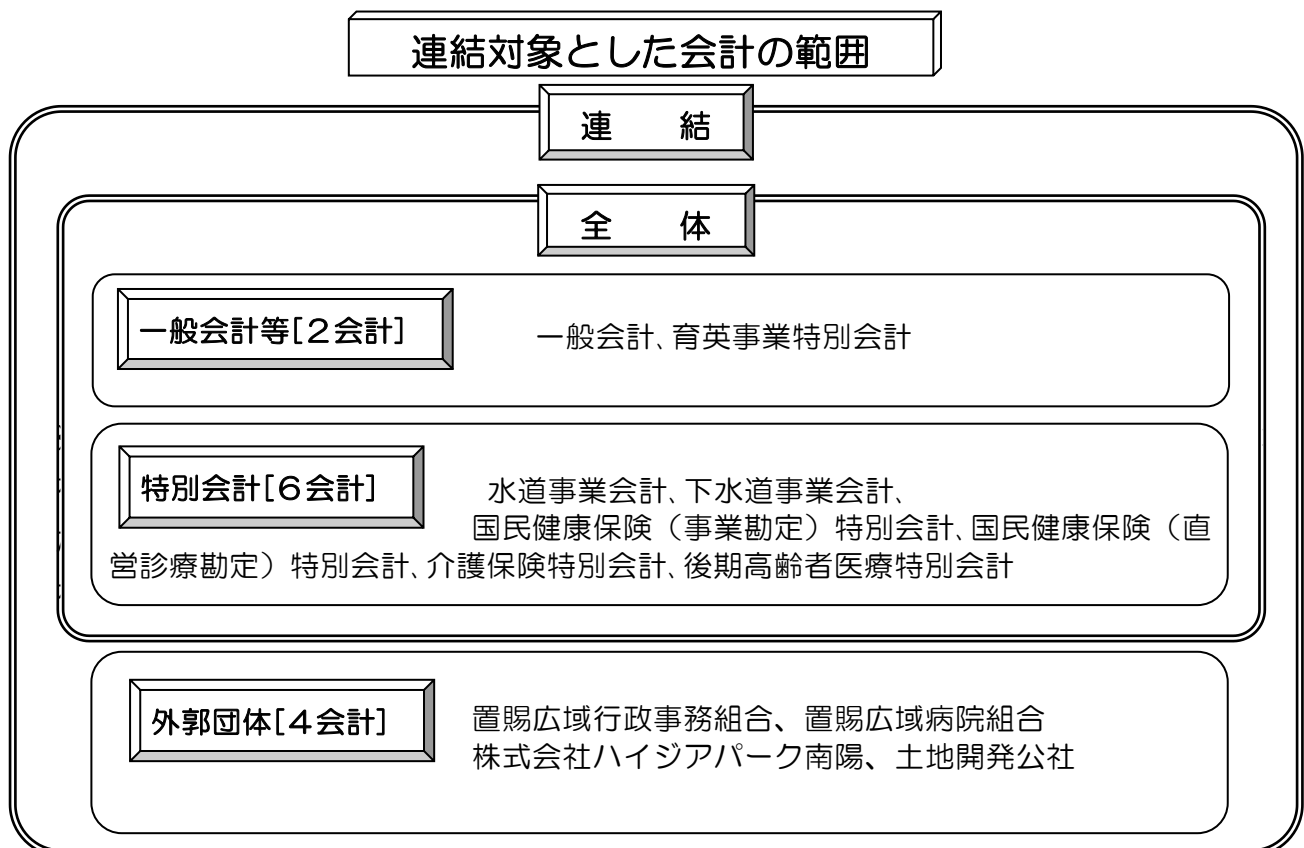 連結対象とした会計の範囲
連　　結
全　　体
一般会計等[2会計]
一般会計、育英事業特別会計
特別会計[6会計]
水道事業会計、下水道事業会計、
国民健康保険（事業勘定）特別会計、国民健康保険（直
営診療勘定）特別会計、介護保険特別会計、後期高齢者医療特別会計
外郭団体[4会計]
置賜広域行政事務組合、置賜広域病院組合
株式会社ハイジアパーク南陽、土地開発公社